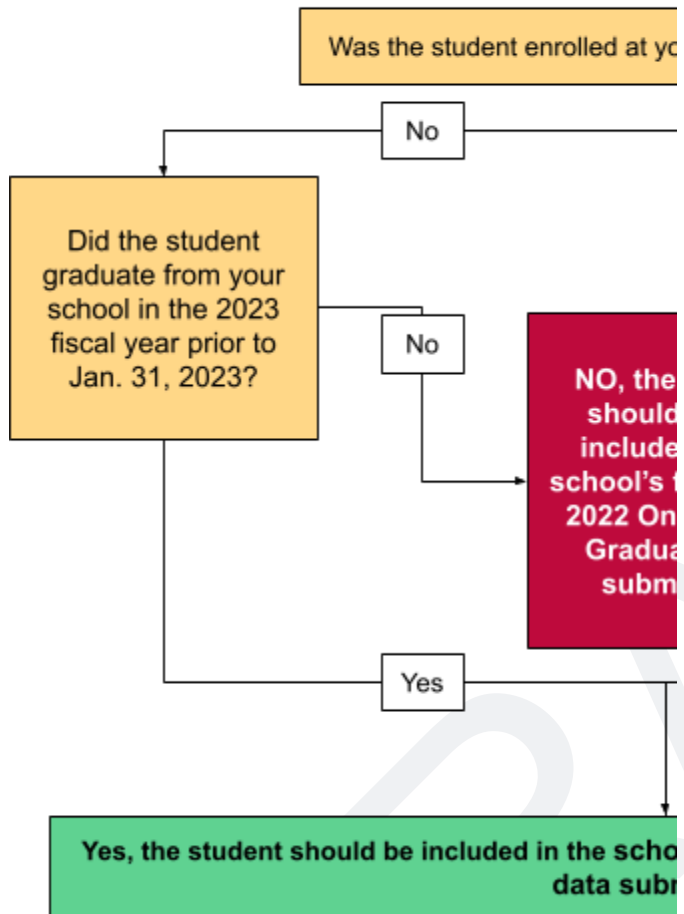 Was the student enrolled at yo
No
Did the student
graduate from your
school in the 2023
fiscal year prior to
Jan. 31, 2023?
No
NO, the
should
include
school's
2022 On
Gradua
subm
Yes
Yes, the student should be included in the scho
data subm